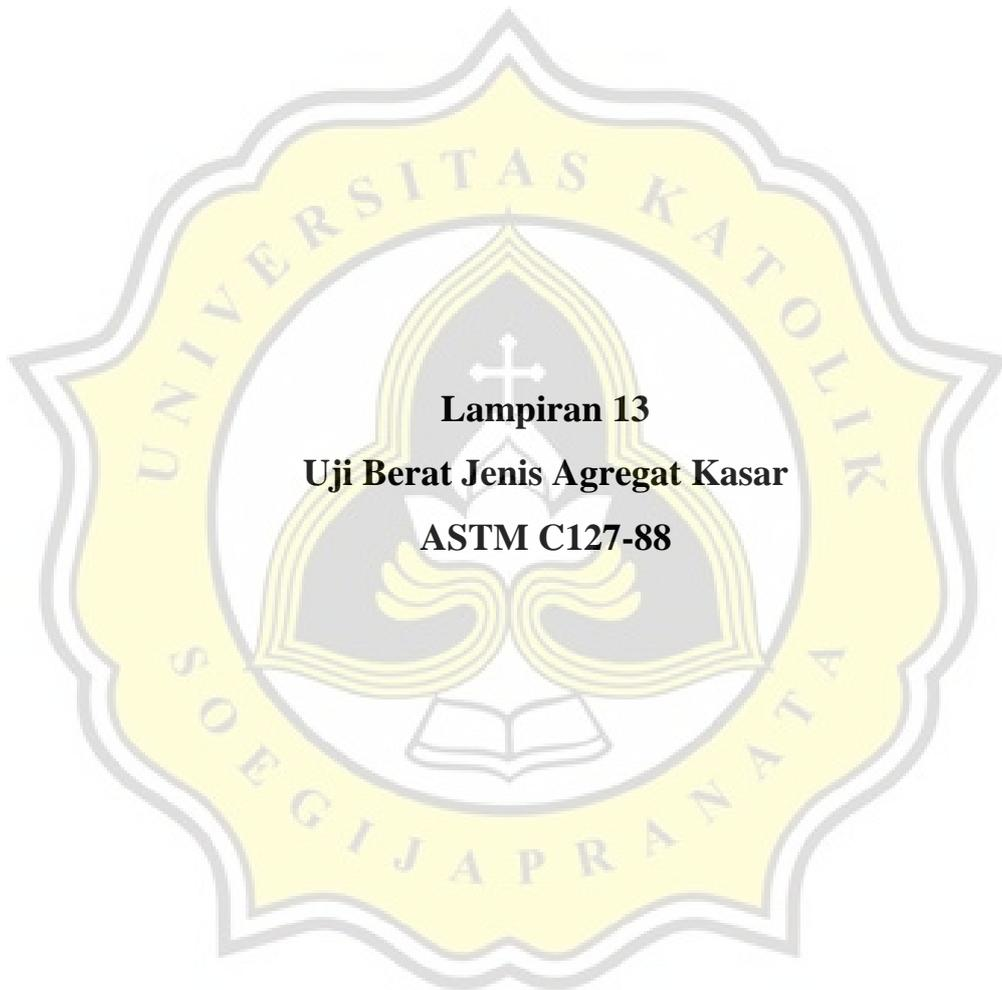 UNIVERSITAS KATOLIK
Lampiran 13
Uji Berat Jenis Agregat Kasar
ASTM C127-88
SOEGIJAPRANATA